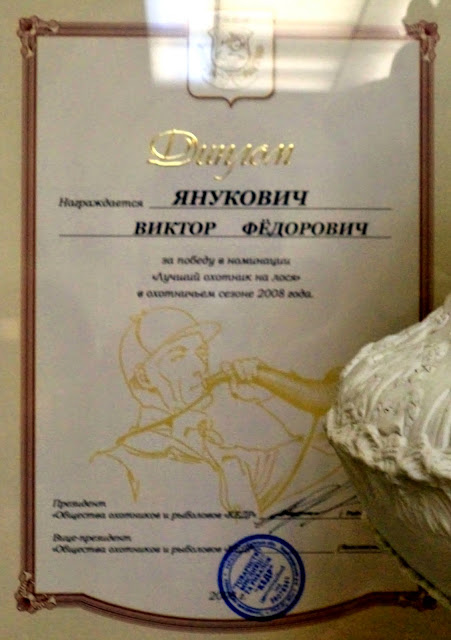 Диплом
Награждается ЯНУКОВИЧ
ВИКТОР ФЁДОРОВИЧ
за победу в номинации
«Лучший охотник на лося»
в охотничьем сезоне 2008 года.
Президент
«Общества охотников и рыболовов «КЕДР»
Вице-президент
«Общества охотников и рыболовов
"КЕДР"